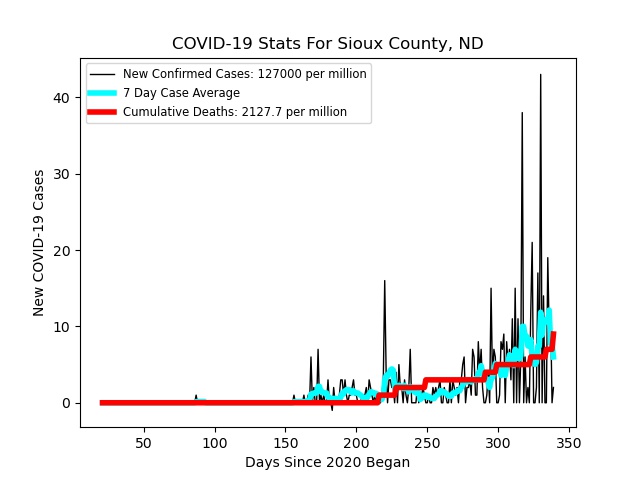 COVID-19 Stats For Sioux County, ND
New Confirmed Cases: 127000 per million
7 Day Case Average
Cumulative Deaths: 2127.7 per million
New COVID-19 Cases
40
30
20
10
0
50
100
150
200
250
300
350
Days Since 2020 Began